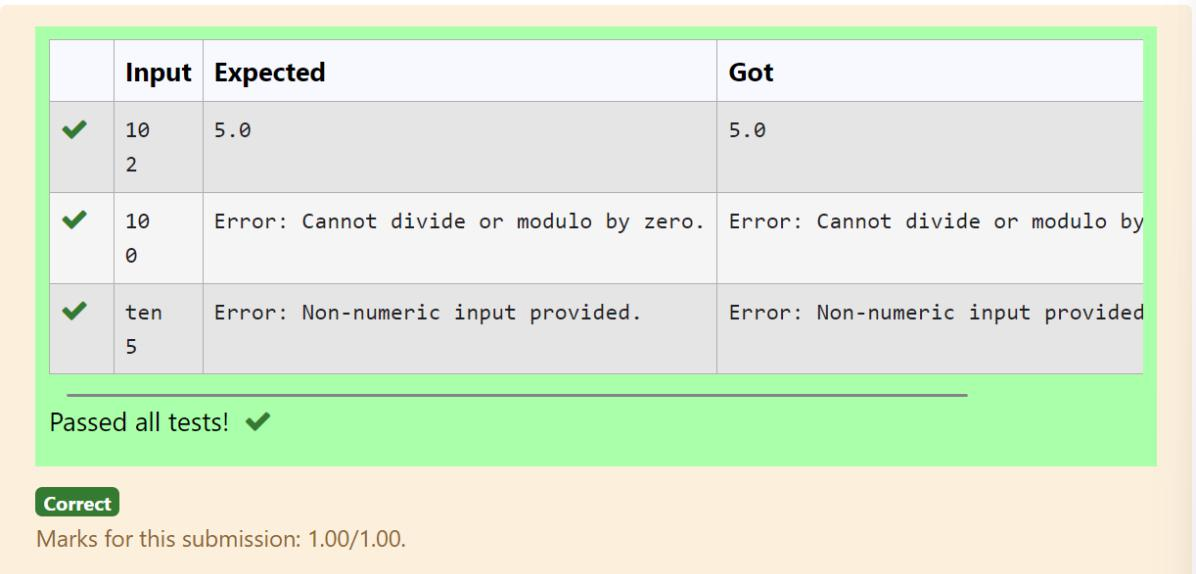 Input Expected Got
10 5.0 5.0
2
10 Error: Cannot divide or modulo by zero. Error: Cannot divide or modulo by
0
ten Error: Non-numeric input provided. Error: Non-numeric input provided
5
Passed all tests!
Correct
Marks for this submission: 1.00/1.00.